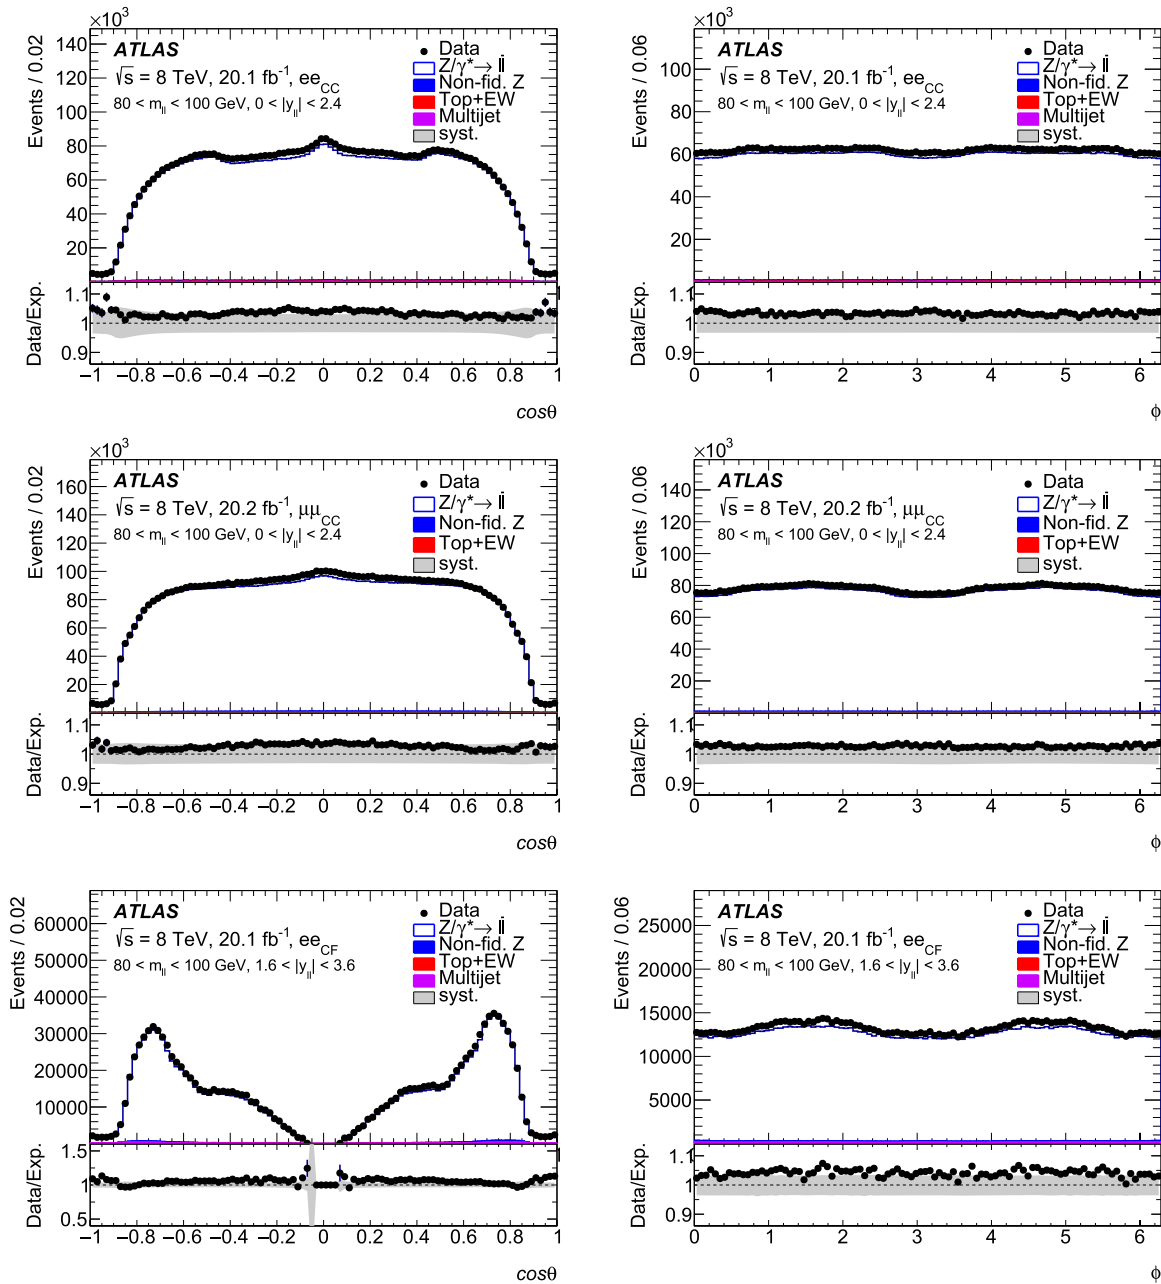 ×10³
Events / 0.02
140
120
100
80
60
40
20
ATLAS
√s = 8 TeV, 20.1 fb⁻¹, ee_CC
80 < m_ll < 100 GeV, 0 < |y_ll| < 2.4
Data
Z/γ*→ ll
Non-fid. Z
Top+EW
Multijet
syst.
Data/Exp.
1.1
1
0.9
−1 −0.8 −0.6 −0.4 −0.2 0 0.2 0.4 0.6 0.8 1
cosθ
×10³
Events / 0.06
100
80
60
40
20
ATLAS
√s = 8 TeV, 20.1 fb⁻¹, ee_CC
80 < m_ll < 100 GeV, 0 < |y_ll| < 2.4
Data
Z/γ*→ ll
Non-fid. Z
Top+EW
Multijet
syst.
Data/Exp.
1.1
1
0.9
0 1 2 3 4 5 6
ϕ
×10³
Events / 0.02
160
140
120
100
80
60
40
20
ATLAS
√s = 8 TeV, 20.2 fb⁻¹, μμ_CC
80 < m_ll < 100 GeV, 0 < |y_ll| < 2.4
Data
Z/γ*→ ll
Non-fid. Z
Top+EW
syst.
Data/Exp.
1.1
1
0.9
−1 −0.8 −0.6 −0.4 −0.2 0 0.2 0.4 0.6 0.8 1
cosθ
×10³
Events / 0.06
140
120
100
80
60
40
20
ATLAS
√s = 8 TeV, 20.2 fb⁻¹, μμ_CC
80 < m_ll < 100 GeV, 0 < |y_ll| < 2.4
Data
Z/γ*→ ll
Non-fid. Z
Top+EW
syst.
Data/Exp.
1.1
1
0.9
0 1 2 3 4 5 6
ϕ
Events / 0.02
60000
50000
40000
30000
20000
10000
ATLAS
√s = 8 TeV, 20.1 fb⁻¹, ee_CF
80 < m_ll < 100 GeV, 1.6 < |y_ll| < 3.6
Data
Z/γ*→ ll
Non-fid. Z
Top+EW
Multijet
syst.
Data/Exp.
1.5
1
0.5
−1 −0.8 −0.6 −0.4 −0.2 0 0.2 0.4 0.6 0.8 1
cosθ
Events / 0.06
25000
20000
15000
10000
5000
ATLAS
√s = 8 TeV, 20.1 fb⁻¹, ee_CF
80 < m_ll < 100 GeV, 1.6 < |y_ll| < 3.6
Data
Z/γ*→ ll
Non-fid. Z
Top+EW
Multijet
syst.
Data/Exp.
1.1
1
0.9
0 1 2 3 4 5 6
ϕ